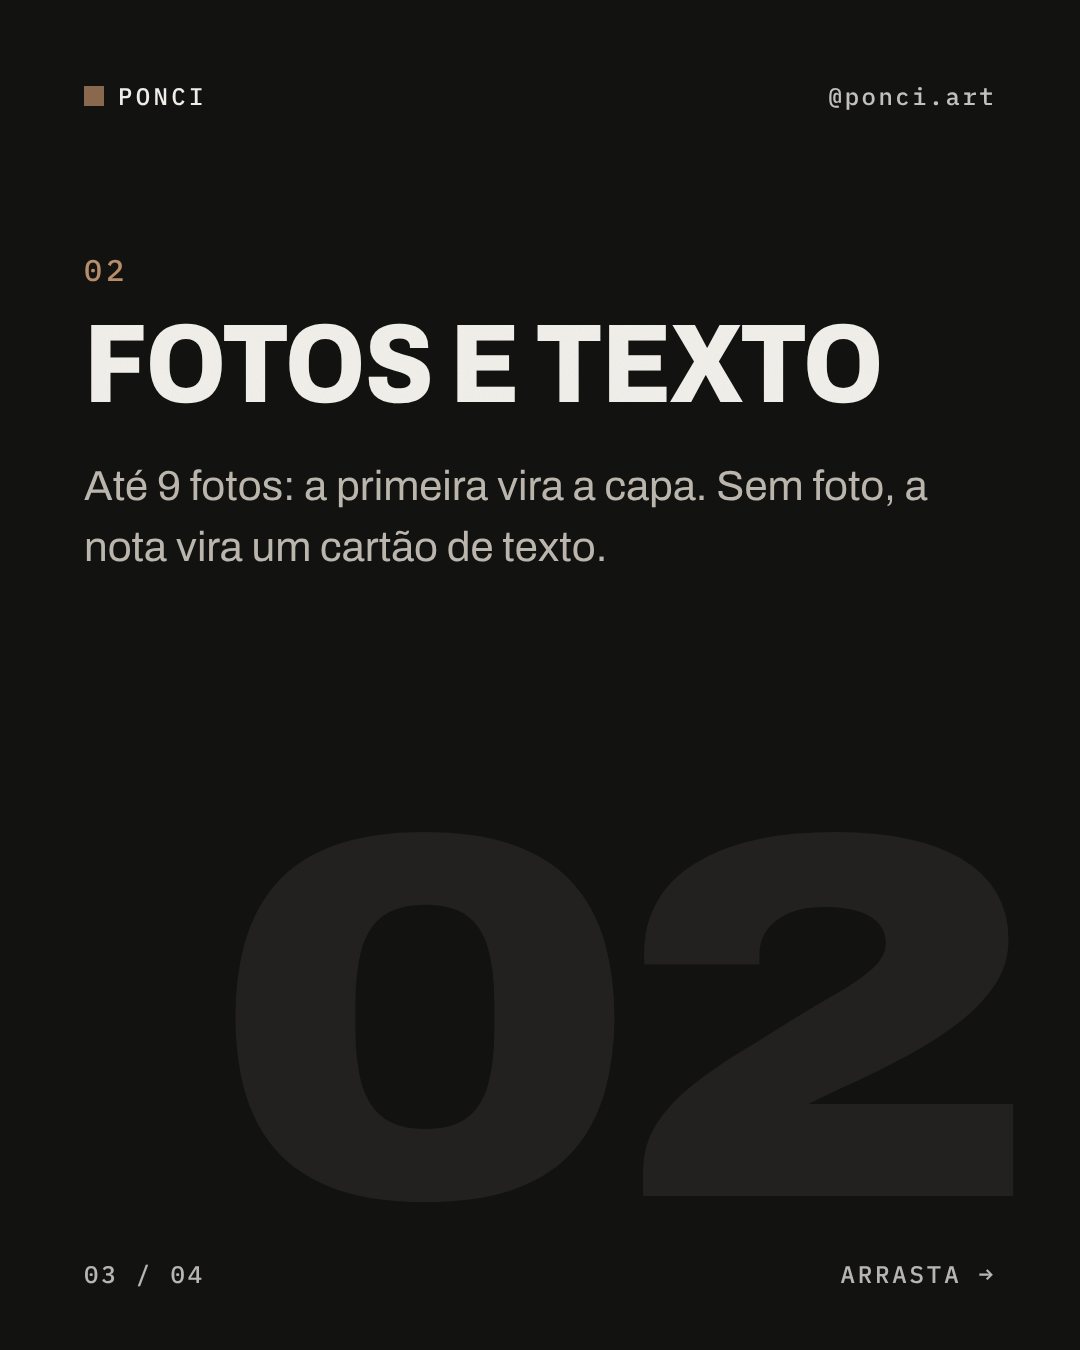 PONCI
@ponci.art
02
FOTOS E TEXTO
Até 9 fotos: a primeira vira a capa. Sem foto, a
nota vira um cartão de texto.
02
03 / 04
ARRASTA →